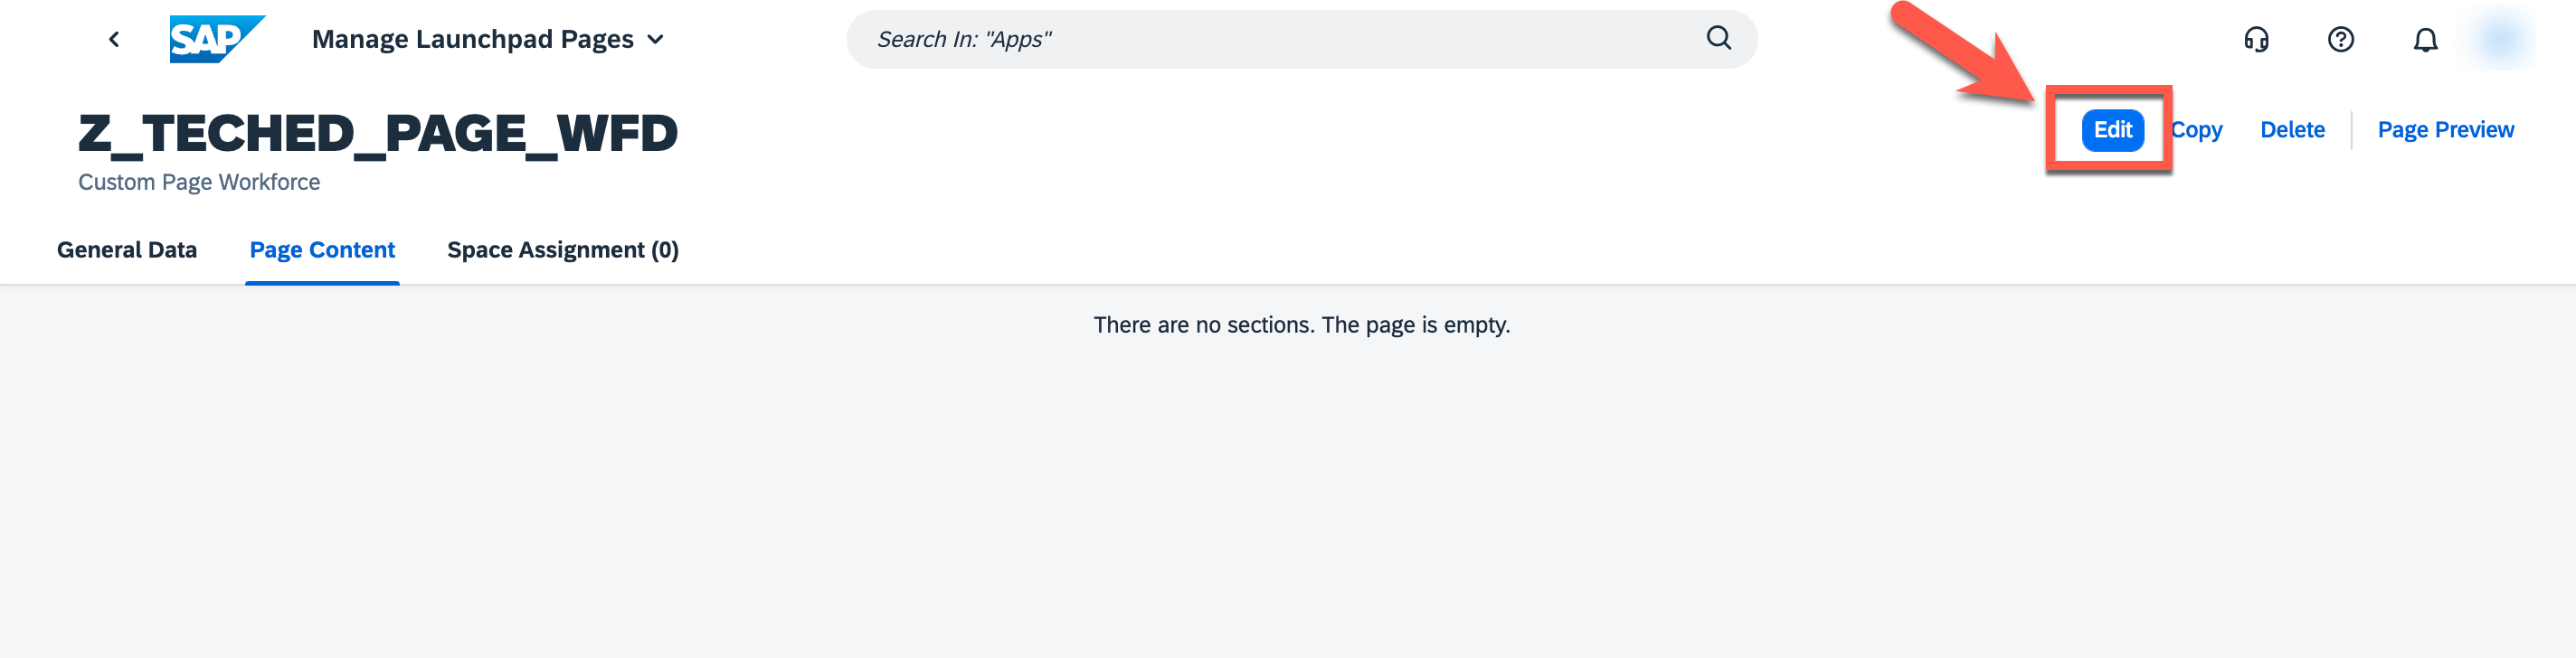 SAP Manage Launchpad Pages Search In: "Apps"
Z_TECHED_PAGE_WFD
Edit Copy Delete Page Preview
Custom Page Workforce
General Data Page Content Space Assignment (0)
There are no sections. The page is empty.